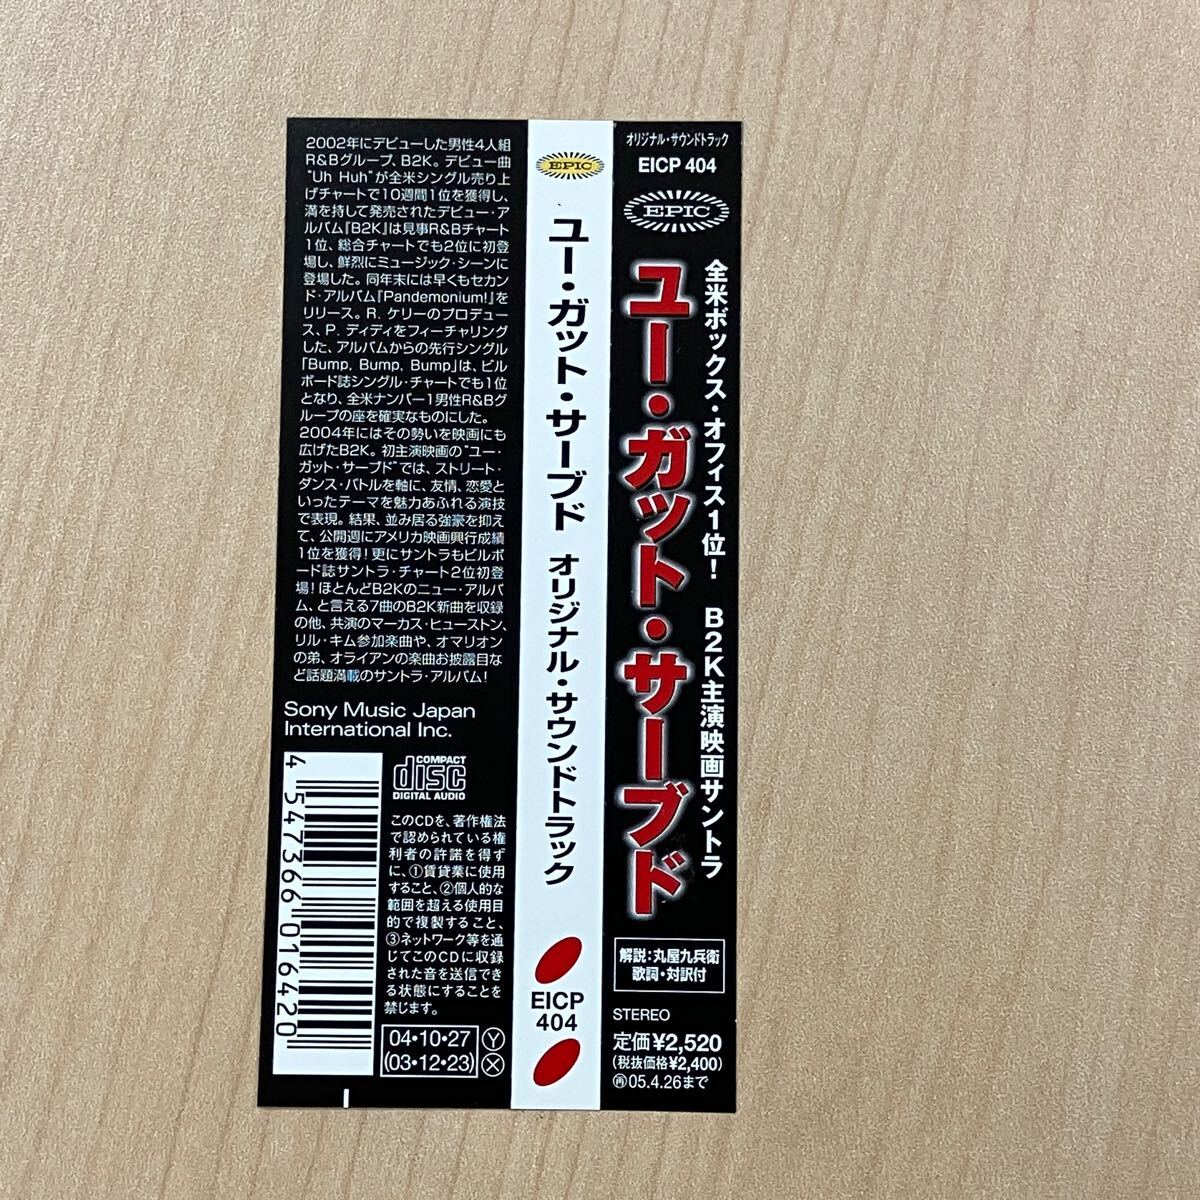 オリジナル・サウンドトラック
EICP 404
EPIC
全米ボックス・オフィス1位! B2K主演映画サントラ
ユー・ガット・サーブド
解説:丸屋九兵衛
歌詞・対訳付
STEREO
定価¥2,520
(税抜価格¥2,400)
再05.4.26まで
EPIC
ユー・ガット・サーブド オリジナル・サウンドトラック
EICP
404
2002年にデビューした男性4人組
R&Bグループ、B2K。デビュー曲
"Uh Huh"が全米シングル売り上
げチャートで10週間1位を獲得し、
満を持して発売されたデビュー・ア
ルバム『B2K』は見事R&Bチャート
1位、総合チャートでも2位に初登
場し、鮮烈にミュージック・シーンに
登場した。同年末には早くもセカン
ド・アルバム『Pandemonium!』を
リリース。R. ケリーのプロデュー
ス、P. ディディをフィーチャリング
した、アルバムからの先行シングル
「Bump, Bump, Bump」は、ビル
ボード誌シングル・チャートでも1位
となり、全米ナンバー1男性R&Bグ
ループの座を確実なものにした。
2004年にはその勢いを映画にも
広げたB2K。初主演映画の"ユー・
ガット・サーブド"では、ストリート・
ダンス・バトルを軸に、友情、恋愛と
いったテーマを魅力あふれる演技
で表現。結果、並み居る強豪を抑え
て、公開週にアメリカ映画興行成績
1位を獲得!更にサントラもビルボ
ード誌サントラ・チャート2位初登
場!ほとんどB2Kのニュー・アルバ
ム、と言える7曲のB2K新曲を収録
の他、共演のマーカス・ヒューストン、
リル・キム参加楽曲や、オマリオン
の弟、オライアンの楽曲お披露目な
ど話題満載のサントラ・アルバム!
Sony Music Japan
International Inc.
4 547366 016420
COMPACT
disc
DIGITAL AUDIO
このCDを、著作権法
で認められている権
利者の許諾を得ず
に、①賃貸業に使用
すること、②個人的な
範囲を超える使用目
的で複製すること、
③ネットワーク等を通
じてこのCDに収録
された音を送信でき
る状態にすることを
禁じます。
04・10・27 Ⓨ
(03・12・23) Ⓧ